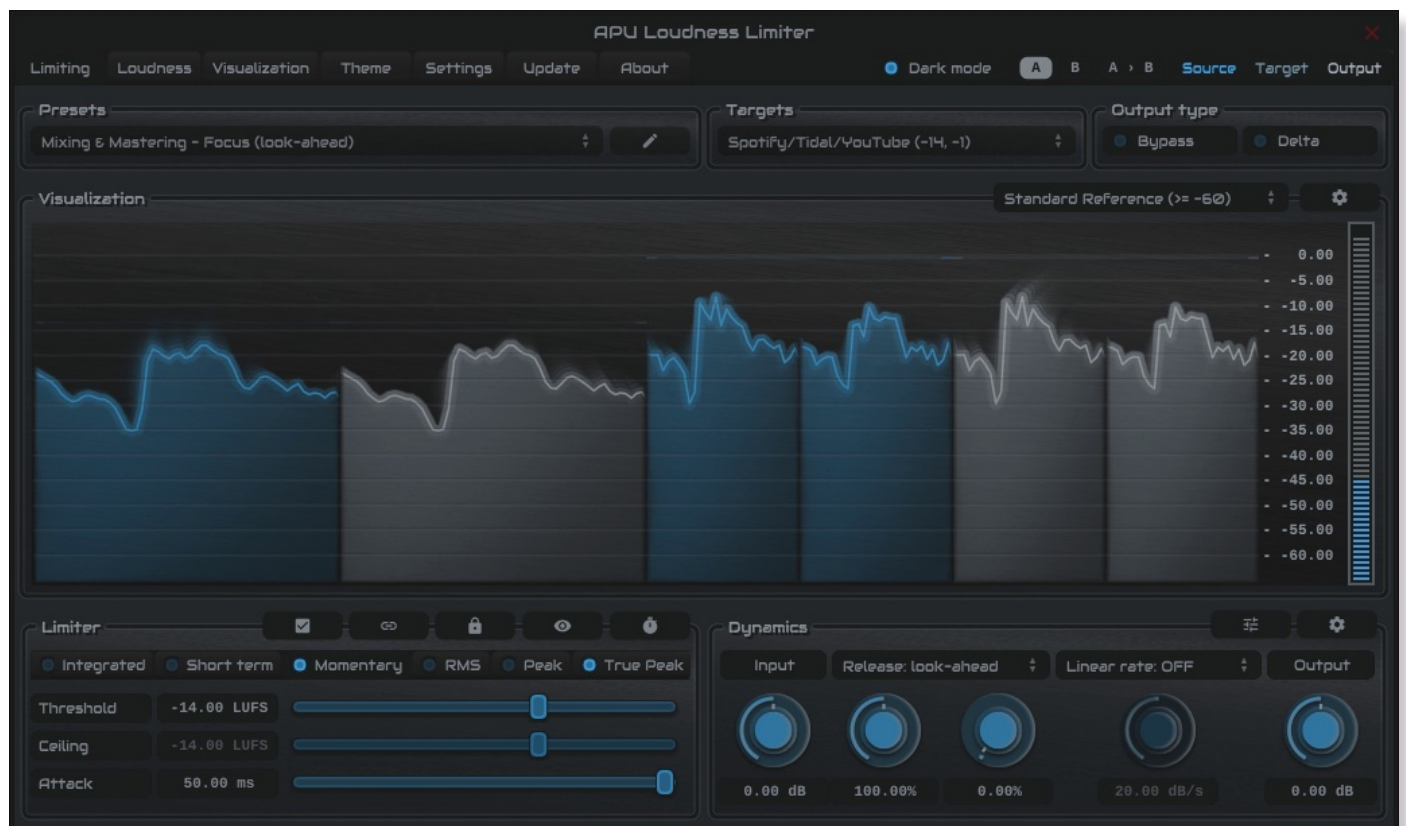 APU Loudness Limiter
Limiting Loudness Visualization Theme Settings Update About Dark mode A B A > B Source Target Output
Presets Targets Output type
Mixing & Mastering - Focus (look-ahead) Spotify/Tidal/YouTube (-14, -1) Bypass Delta
Visualization Standard Reference (>= -60)
- 0.00
- -5.00
- -10.00
- -15.00
- -20.00
- -25.00
- -30.00
- -35.00
- -40.00
- -45.00
- -50.00
- -55.00
- -60.00
Limiter Dynamics
Integrated Short term Momentary RMS Peak True Peak Input Release: look-ahead Linear rate: OFF Output
Threshold -14.00 LUFS
Ceiling -14.00 LUFS
Attack 50.00 ms
0.00 dB 100.00% 0.00% 20.00 dB/s 0.00 dB